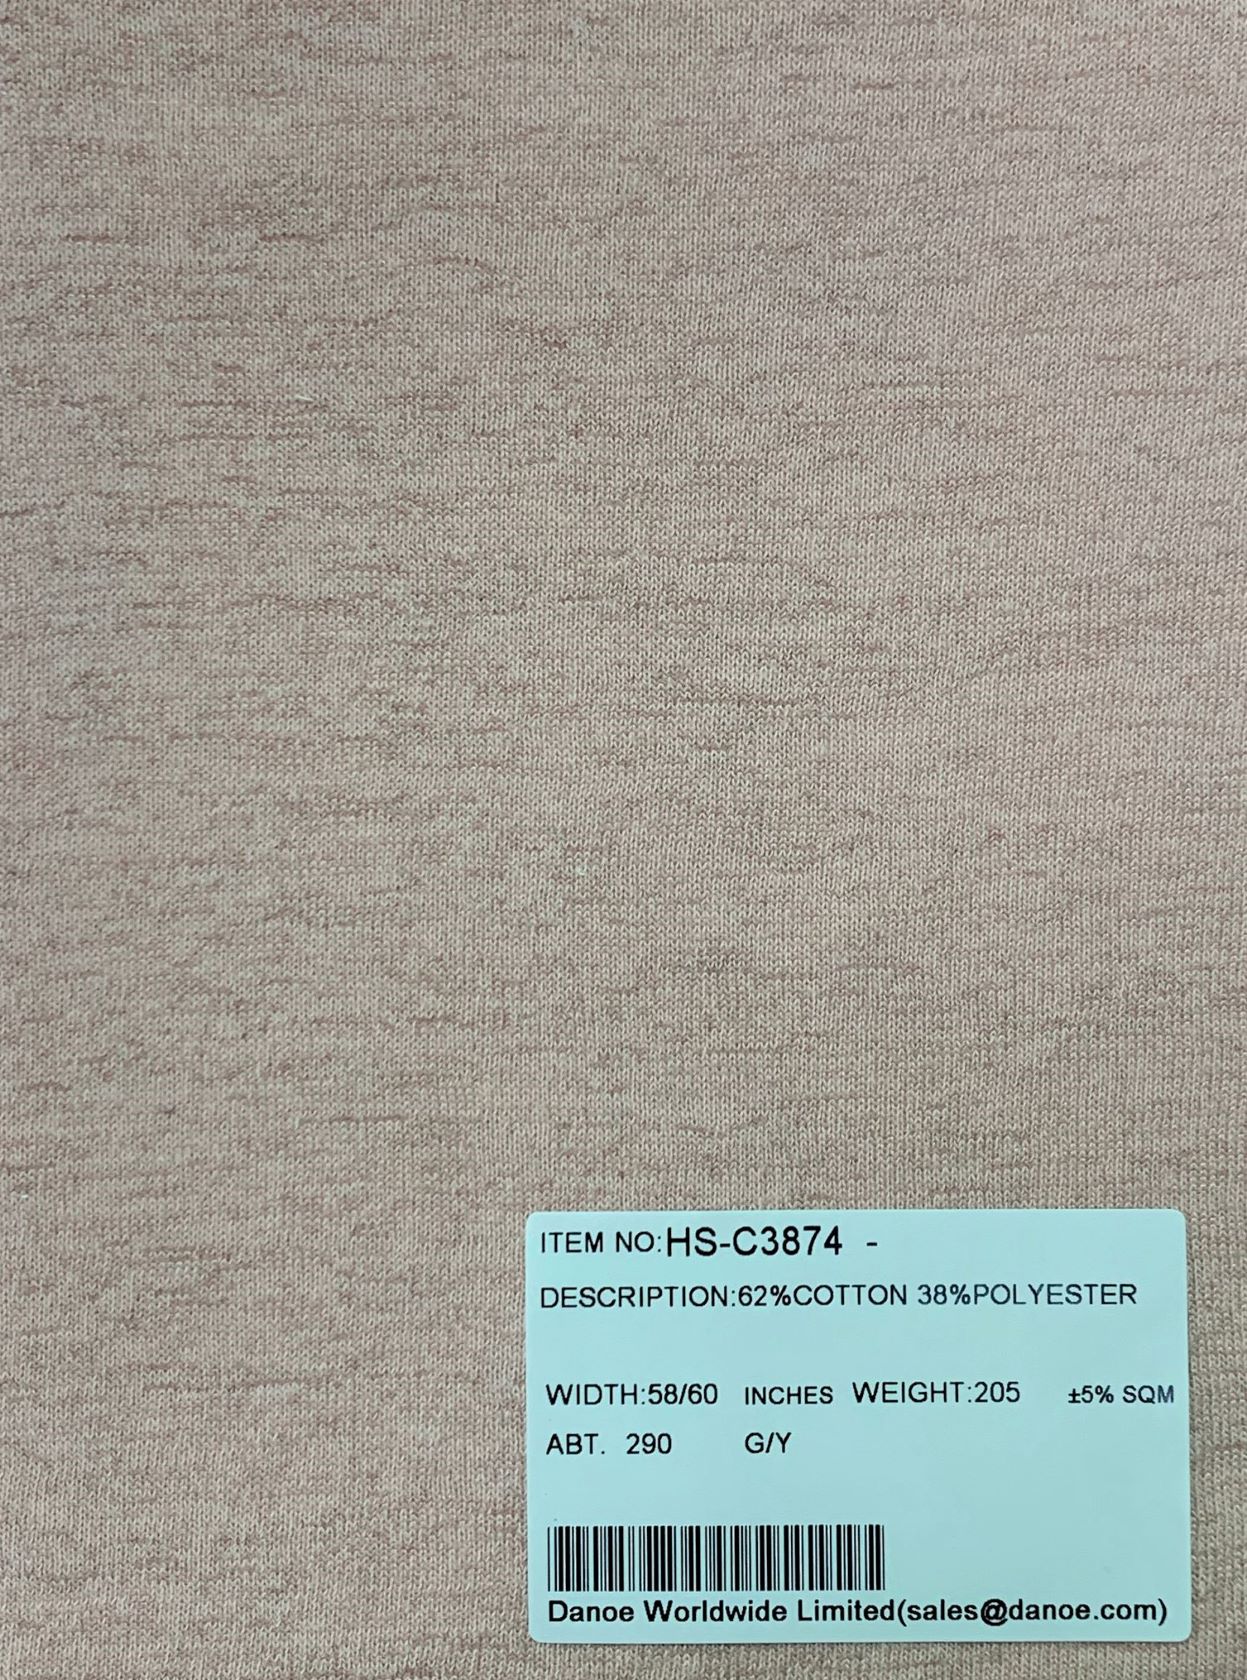 ITEM NO:HS-C3874 -
DESCRIPTION:62%COTTON 38%POLYESTER
WIDTH:58/60 INCHES WEIGHT:205 ±5% SQM
ABT. 290 G/Y
Danoe Worldwide Limited(sales@danoe.com)